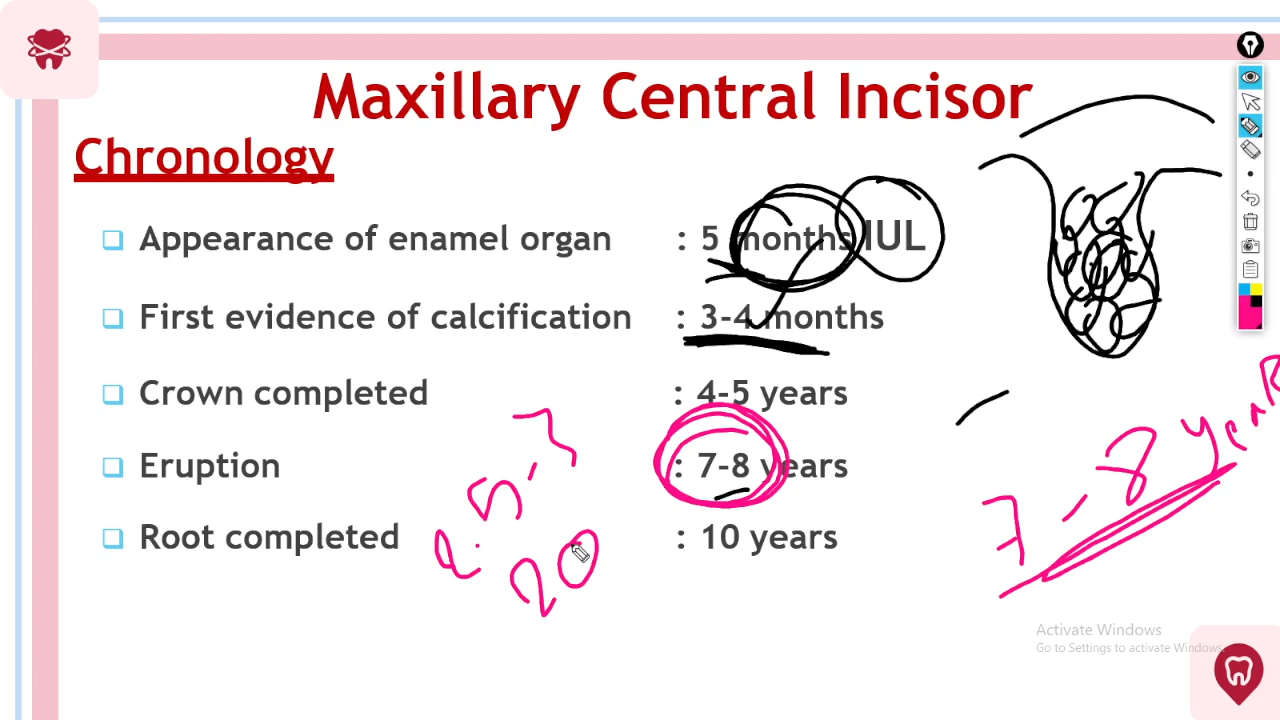 Maxillary Central Incisor
Chronology
Appearance of enamel organ : 5 months IUL
First evidence of calcification : 3-4 months
Crown completed : 4-5 years
Eruption : 7-8 years
Root completed : 10 years
7-8 year
20
Activate Windows
Go to Settings to activate Windows.